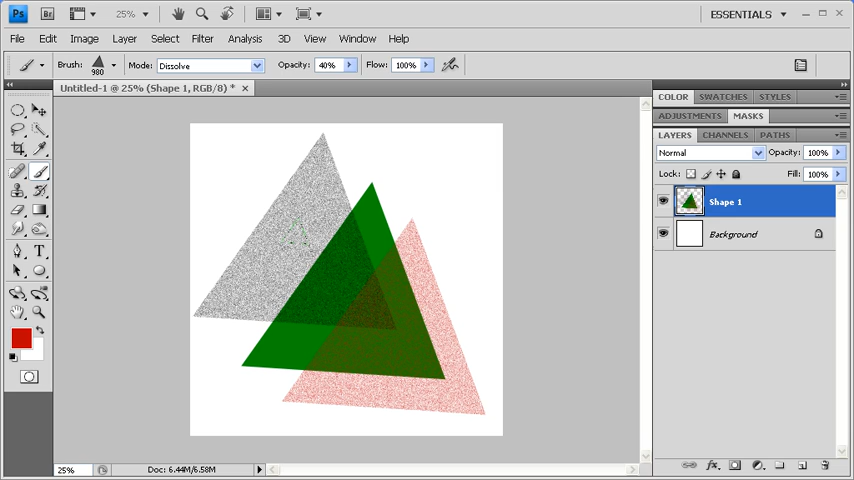 Ps Br 25% ESSENTIALS
File Edit Image Layer Select Filter Analysis 3D View Window Help
Brush: 980 Mode: Dissolve Opacity: 40% Flow: 100%
Untitled-1 @ 25% (Shape 1, RGB/8) * ×
COLOR SWATCHES STYLES
ADJUSTMENTS MASKS
LAYERS CHANNELS PATHS
Normal Opacity: 100%
Lock: Fill: 100%
Shape 1
Background
T
25% Doc: 6.44M/6.58M
fx